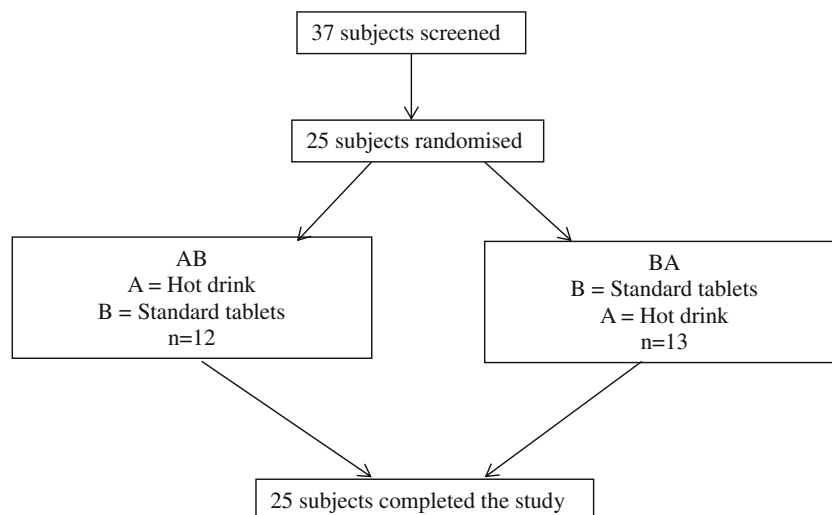 37 subjects screened
25 subjects randomised
AB
A = Hot drink
B = Standard tablets
n=12
BA
B = Standard tablets
A = Hot drink
n=13
25 subjects completed the study